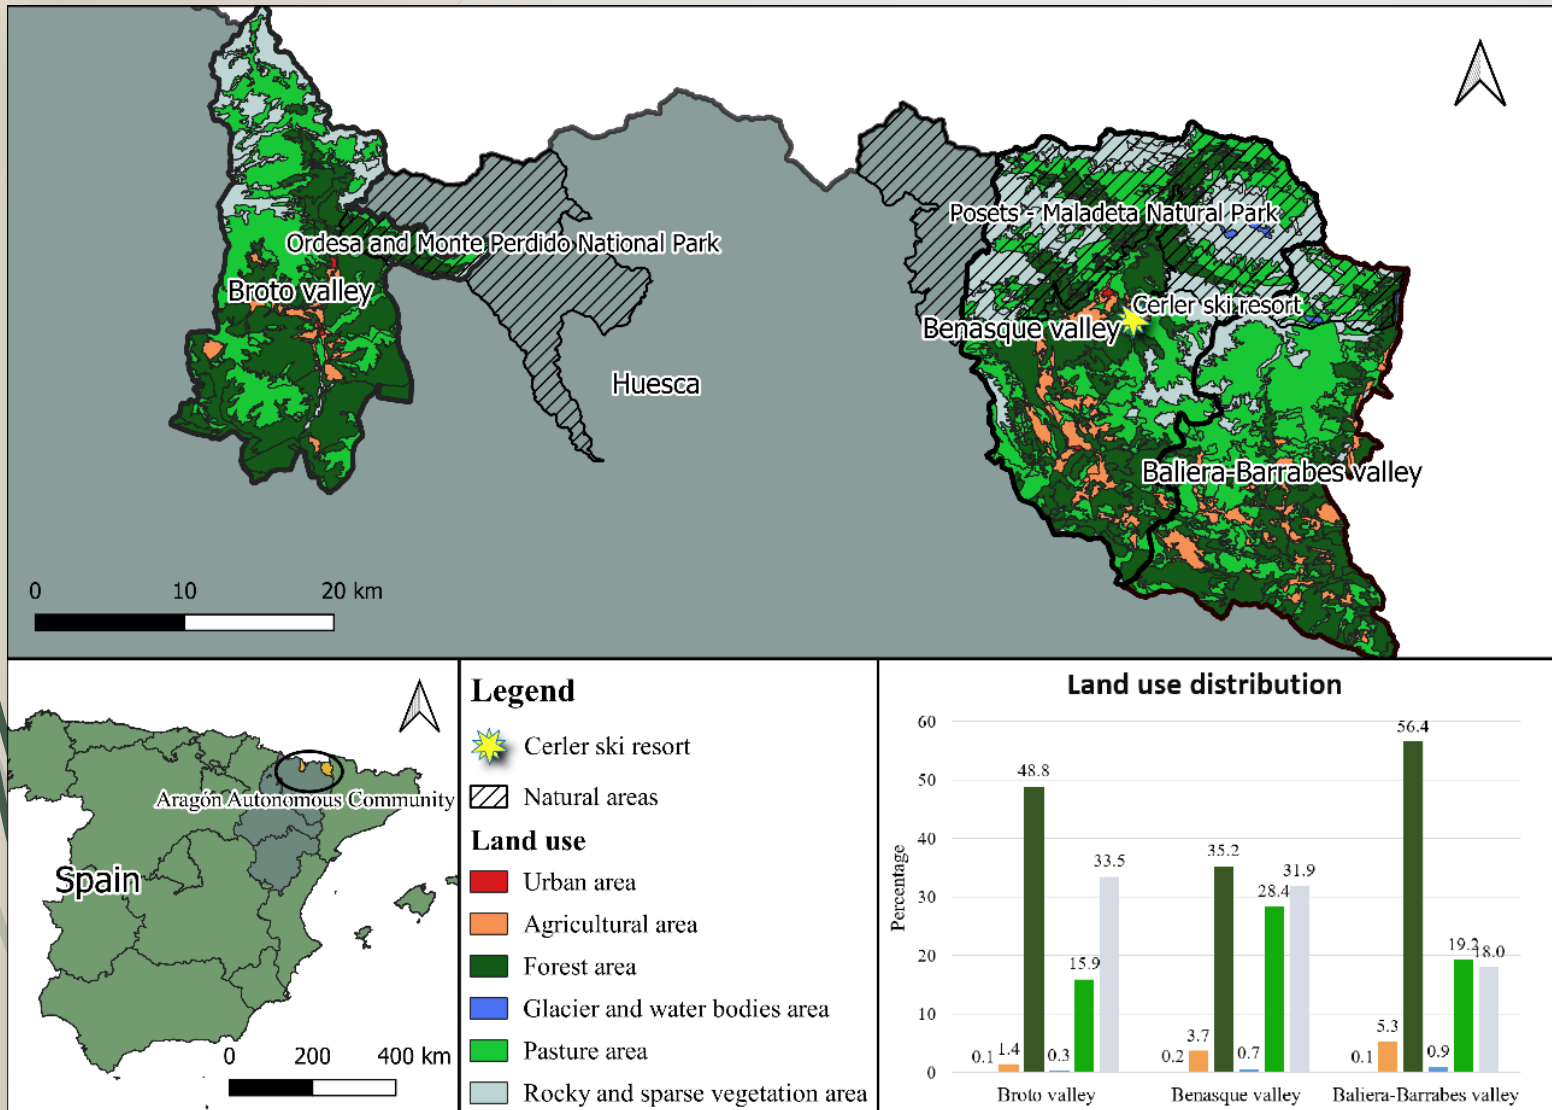 Posets - Maladeta Natural Park
Ordesa and Monte Perdido National Park
Broto valley
Cerler ski resort
Benasque valley
Huesca
Baliera-Barrabes valley
0 10 20 km
Aragón Autonomous Community
Spain
0 200 400 km
Legend
Cerler ski resort
Natural areas
Land use
Urban area
Agricultural area
Forest area
Glacier and water bodies area
Pasture area
Rocky and sparse vegetation area
Land use distribution
Percentage
60
50
40
30
20
10
0
0.1 1.4 48.8 0.3 15.9 33.5
0.2 3.7 35.2 0.7 28.4 31.9
0.1 5.3 56.4 0.9 19.2 18.0
Broto valley Benasque valley Baliera-Barrabes valley